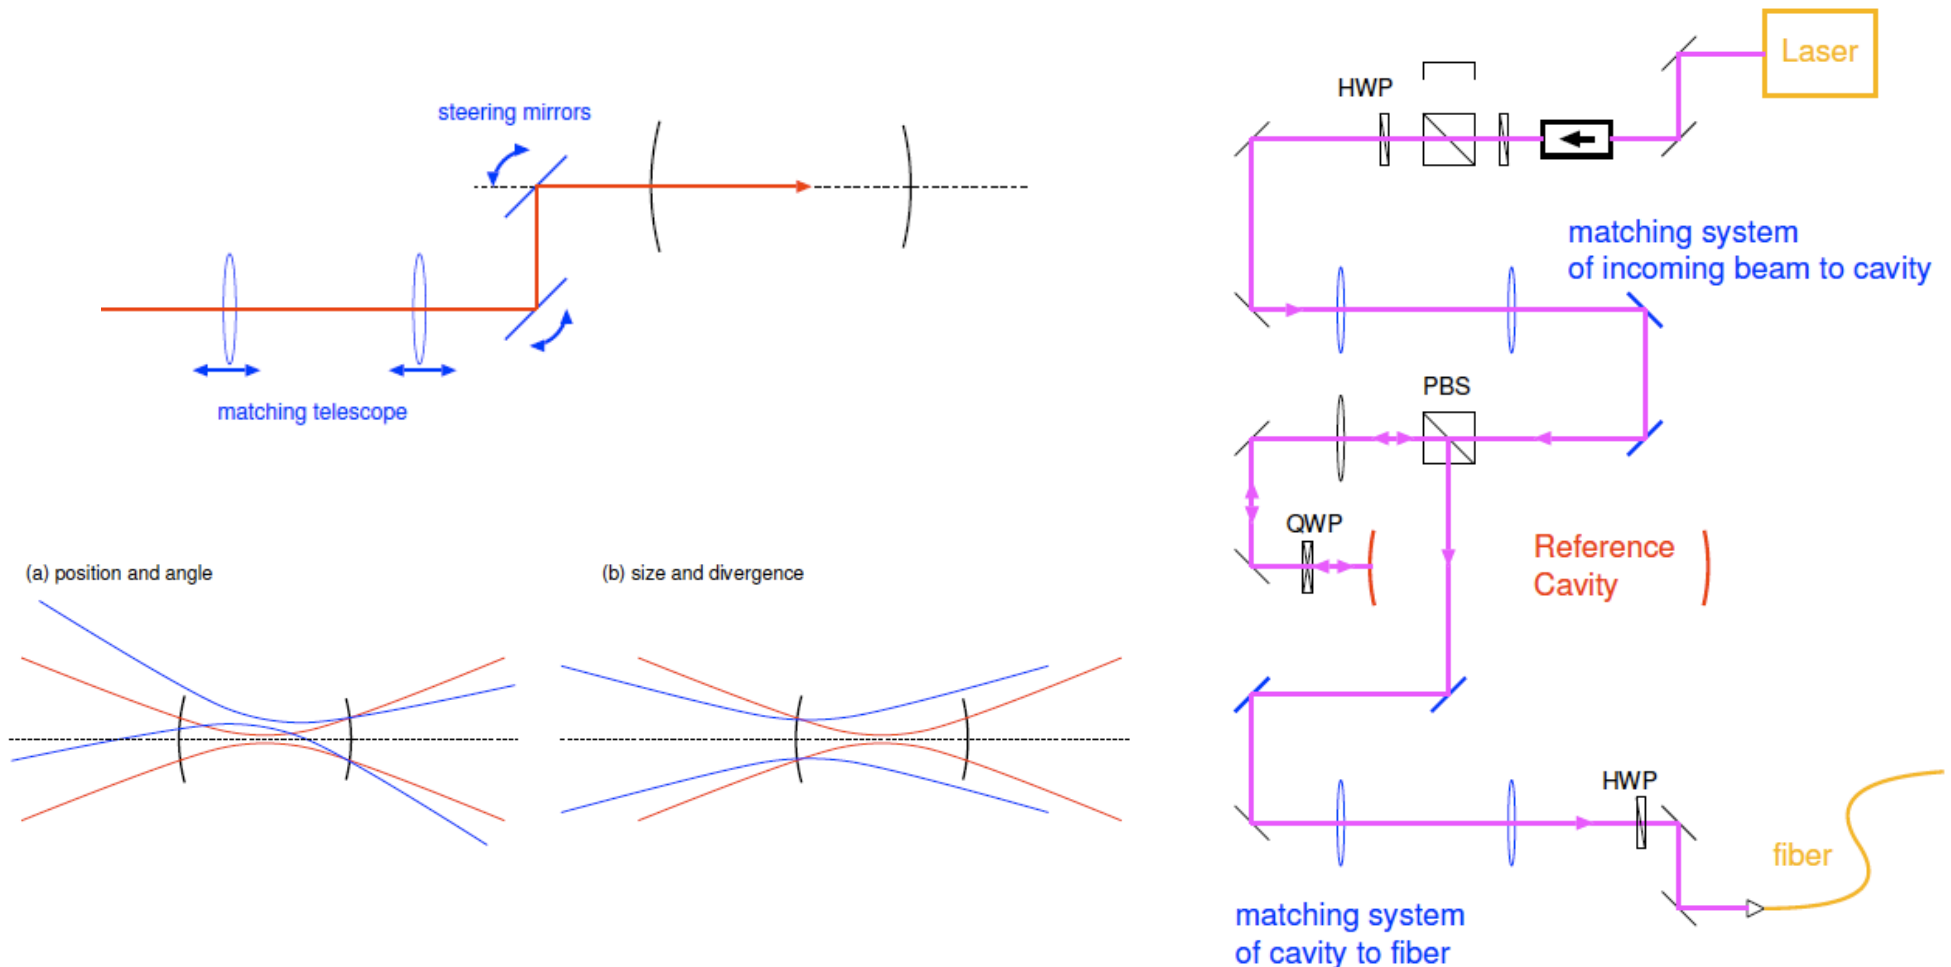 steering mirrors
matching telescope
(a) position and angle
(b) size and divergence
Laser
HWP
matching system
of incoming beam to cavity
PBS
QWP
Reference
Cavity
HWP
fiber
matching system
of cavity to fiber